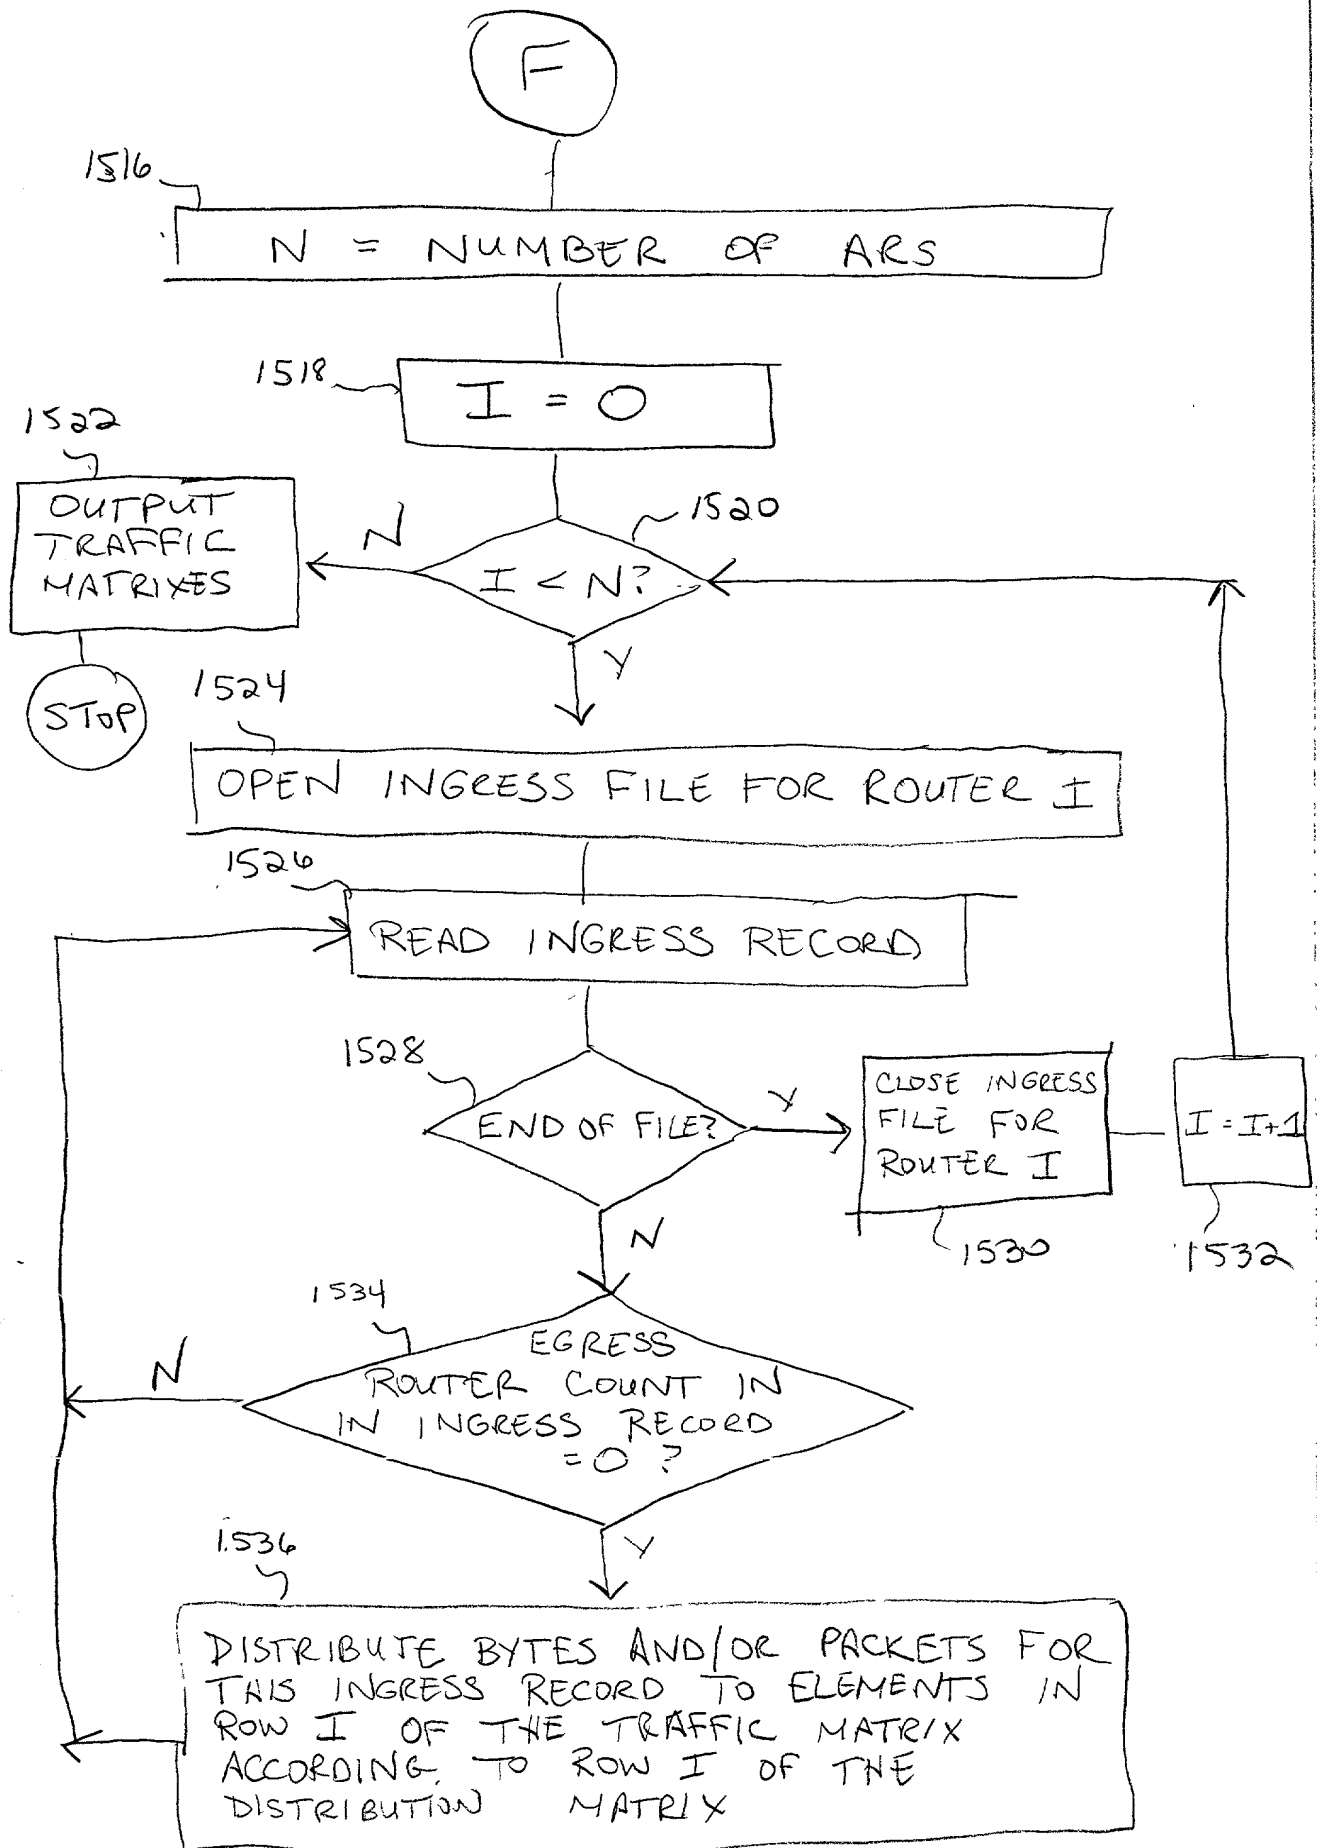 F
1516
N = NUMBER OF ARS
1518
I = 0
1522
OUTPUT
TRAFFIC
MATRIXES
N
1520
I < N?
Y
STOP
1524
OPEN INGRESS FILE FOR ROUTER I
1526
READ INGRESS RECORD
1528
END OF FILE?
Y
CLOSE INGRESS
FILE FOR
ROUTER I
I = I+1
1530
1532
N
1534
N
EGRESS
ROUTER COUNT IN
IN INGRESS RECORD
= 0 ?
Y
1536
DISTRIBUTE BYTES AND/OR PACKETS FOR
THIS INGRESS RECORD TO ELEMENTS IN
ROW I OF THE TRAFFIC MATRIX
ACCORDING TO ROW I OF THE
DISTRIBUTION MATRIX